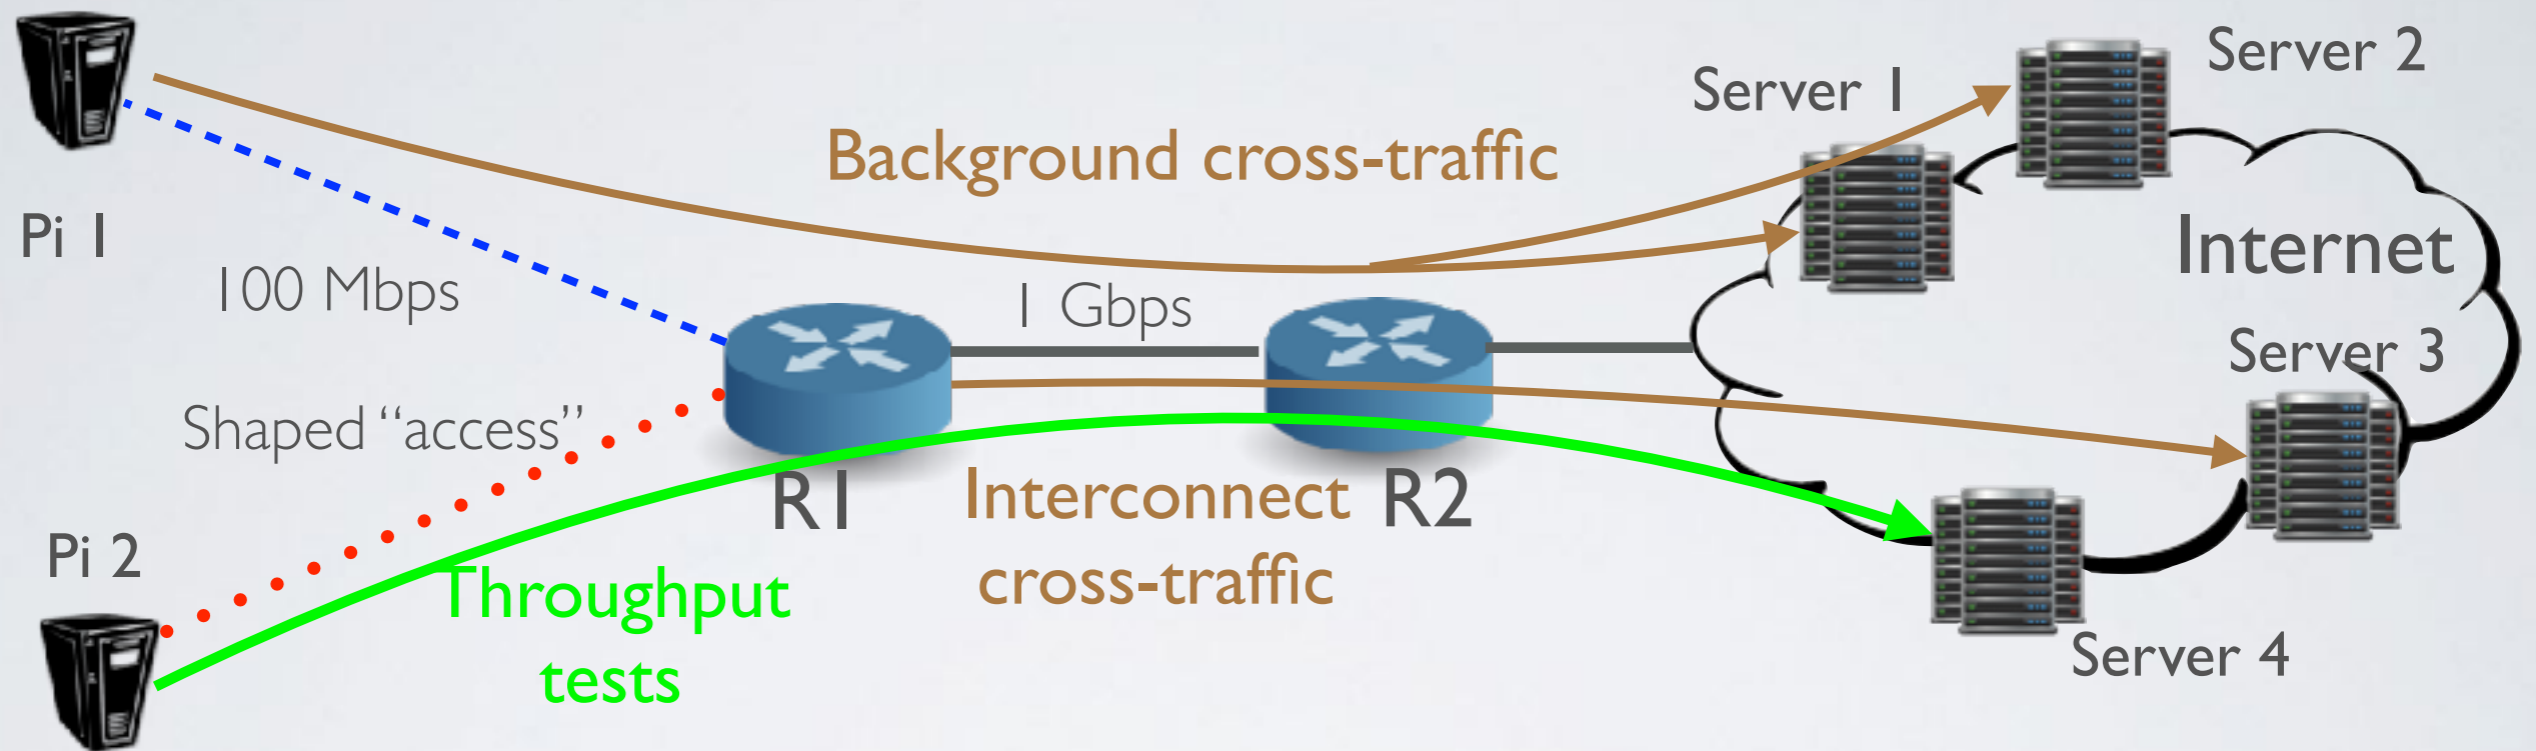 Server 2
Server 1
Background cross-traffic
Pi 1
Internet
100 Mbps
1 Gbps
Server 3
Shaped “access”
R1
Interconnect
cross-traffic
R2
Pi 2
Throughput
tests
Server 4